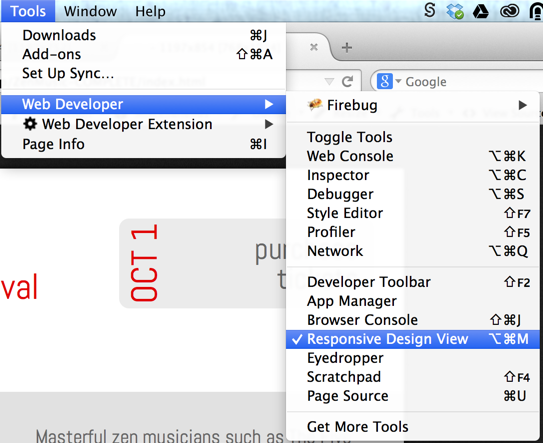 Tools Window Help
Downloads ⌘J
Add-ons ⇧⌘A
Set Up Sync...
Web Developer
Web Developer Extension
Page Info ⌘I
Google
Firebug
Toggle Tools
Web Console ⌥⌘K
Inspector ⌥⌘C
Debugger ⌥⌘S
Style Editor ⇧F7
Profiler ⇧F5
Network ⌥⌘Q
Developer Toolbar ⇧F2
App Manager
Browser Console ⇧⌘J
✓ Responsive Design View ⌥⌘M
Eyedropper
Scratchpad ⇧F4
Page Source ⌘U
Get More Tools
val
OCT 1
pur
t
Masterful zen musicians such as The Five